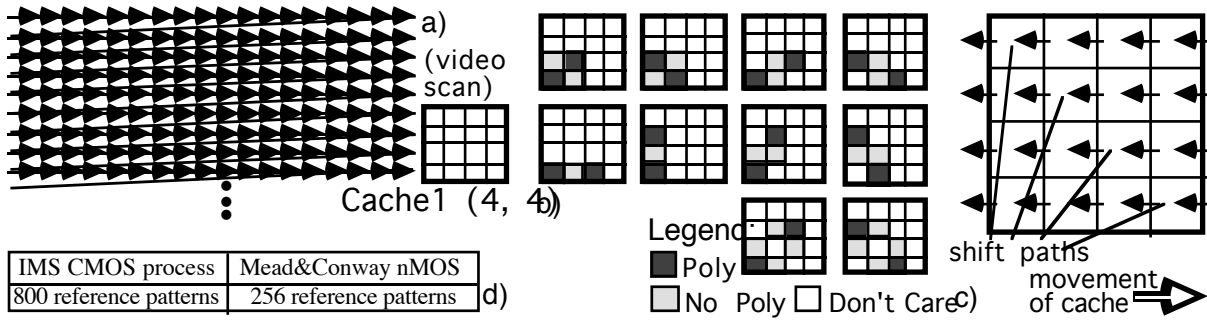 a)
(video
scan)
Cache1 (4, 4)
b)
Legend:
Poly
No Poly
Don't Care
c)
shift paths
movement
of cache
IMS CMOS process
Mead&Conway nMOS
800 reference patterns
256 reference patterns
d)